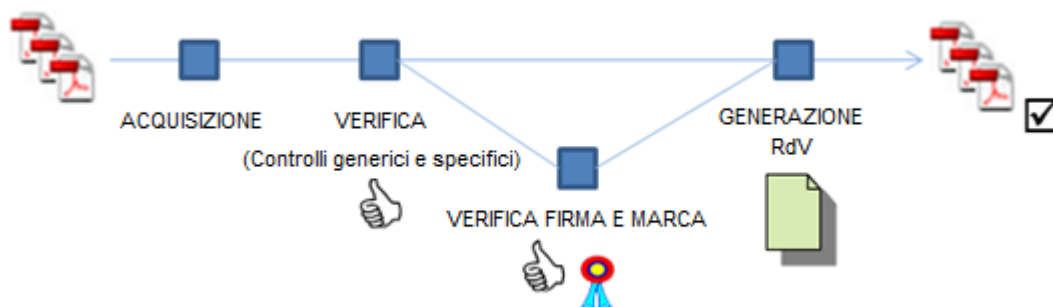 ACQUISIZIONE
VERIFICA
(Controlli generici e specifici)
VERIFICA FIRMA E MARCA
GENERAZIONE
RdV